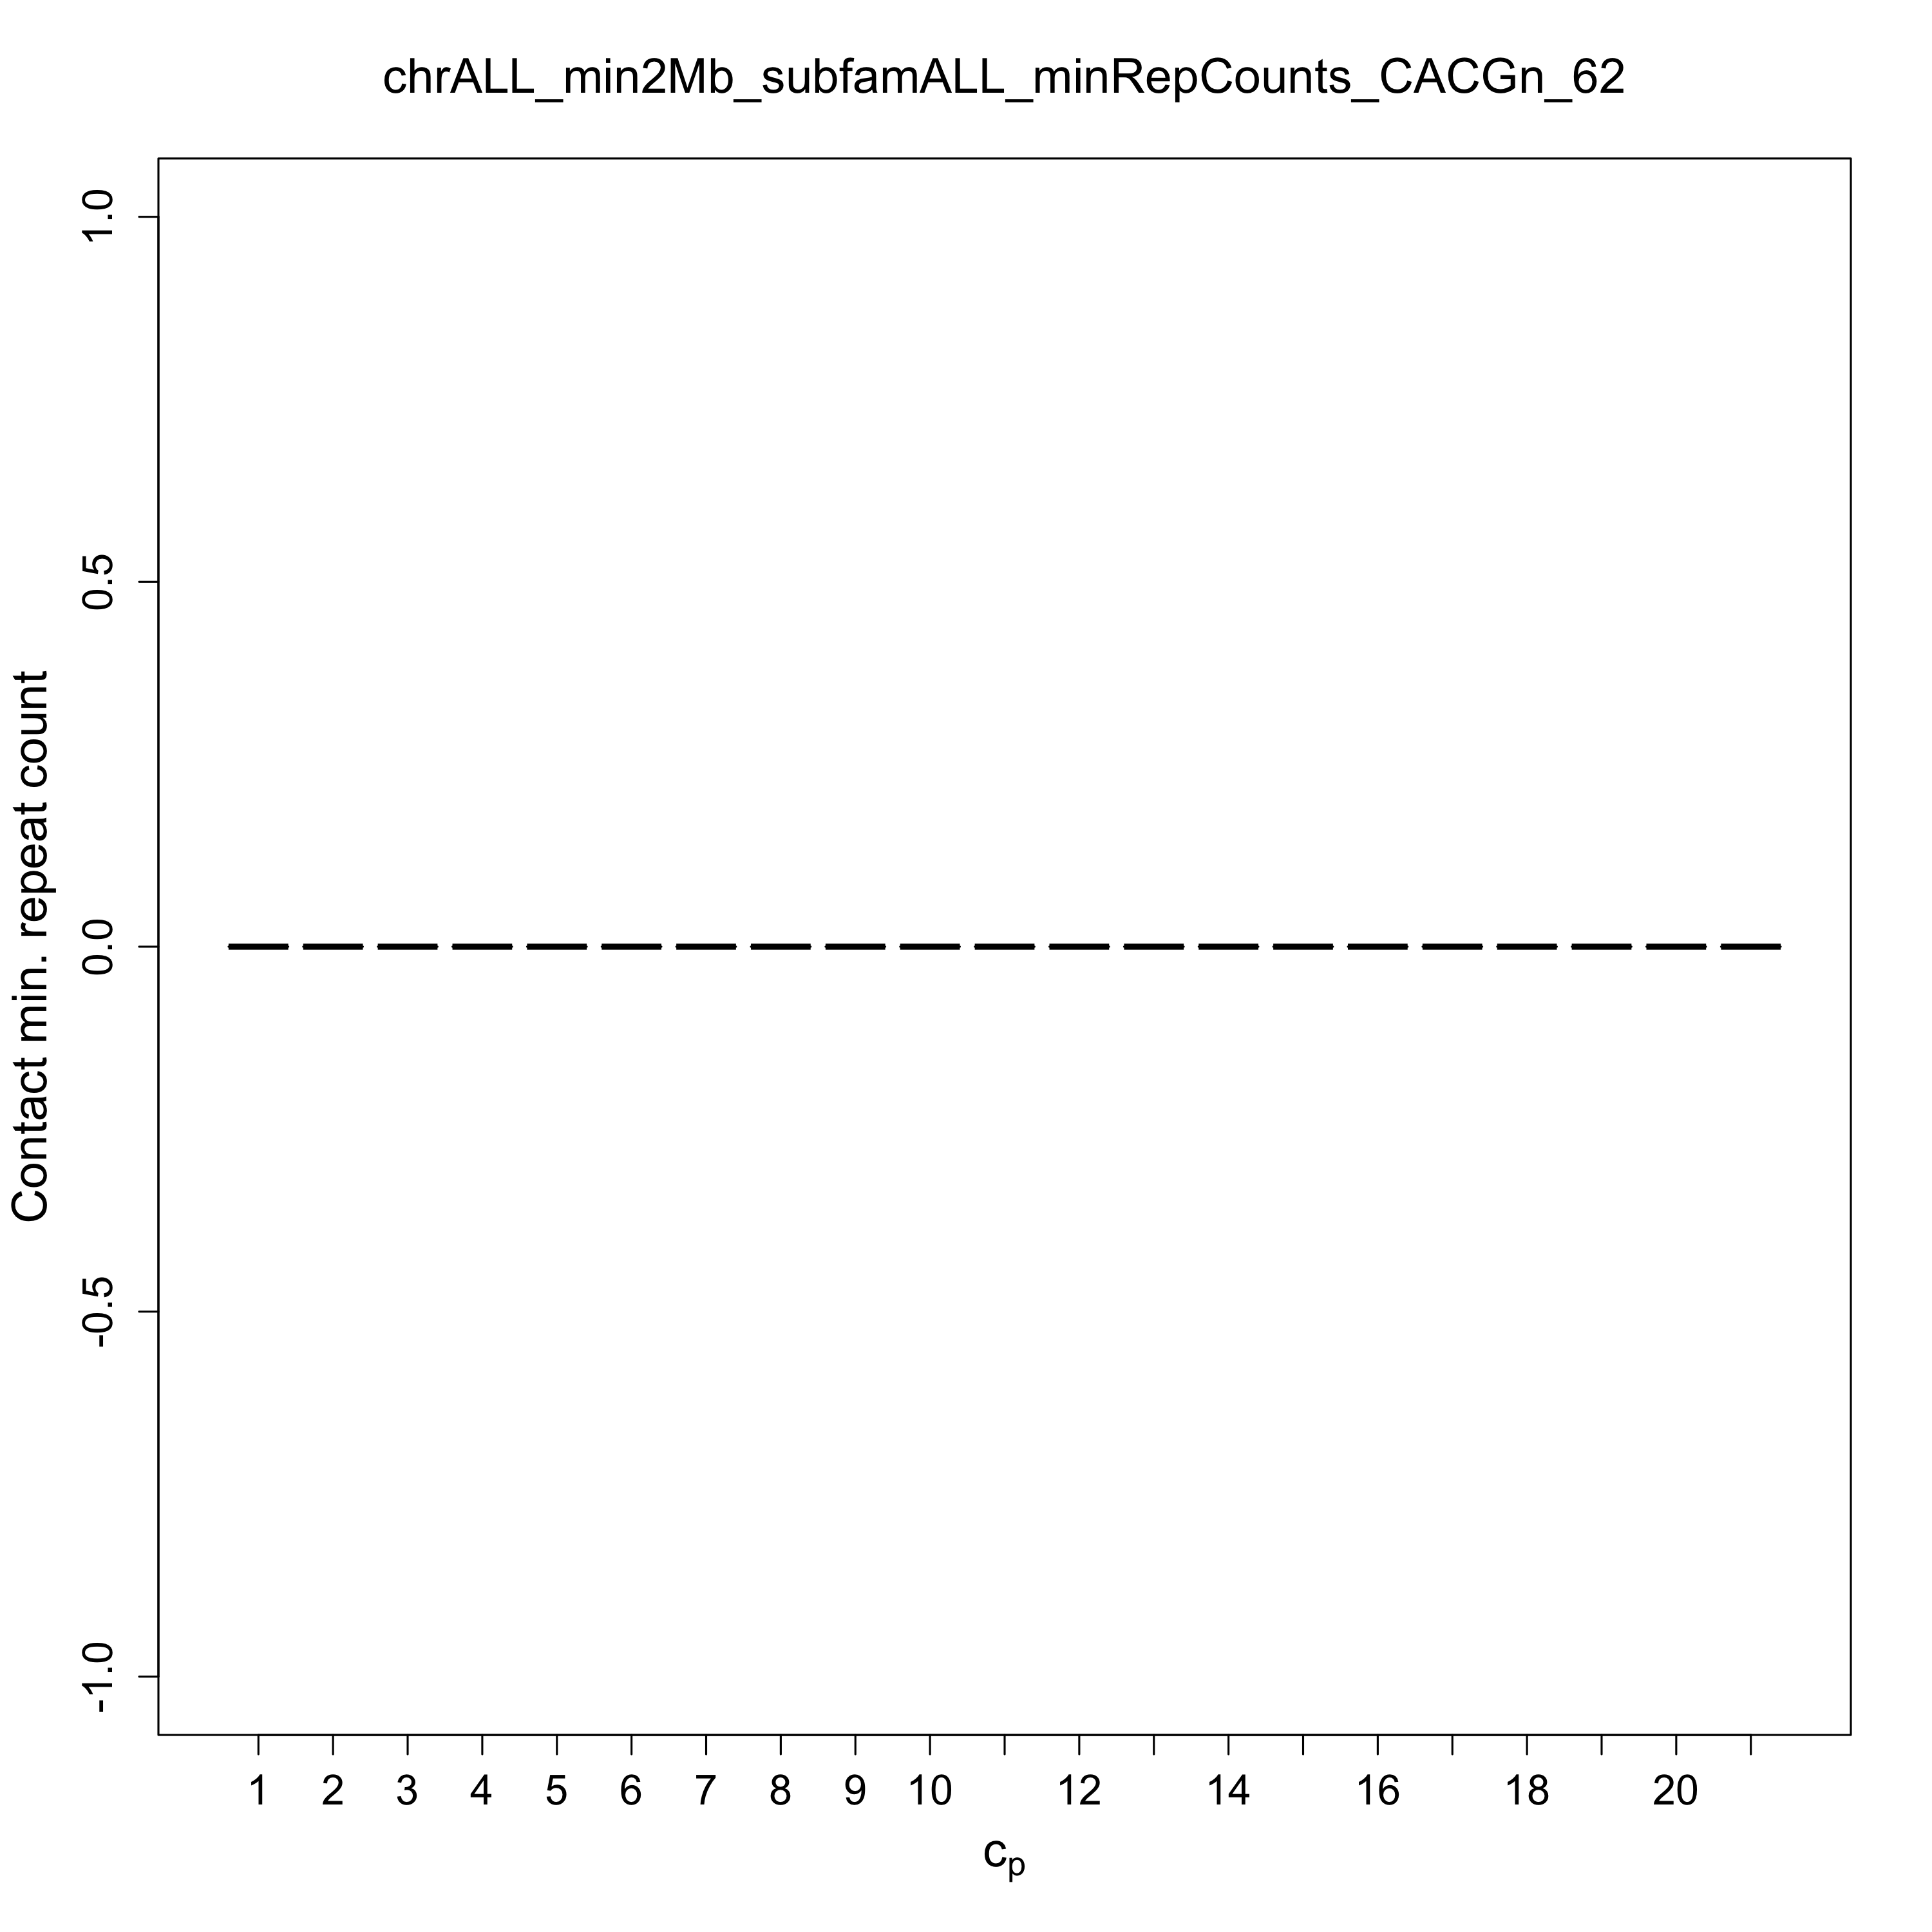 chrALL_min2Mb_subfamALL_minRepCounts_CACGn_62
Contact min. repeat count
1.0
0.5
0.0
-0.5
-1.0
1 2 3 4 5 6 7 8 9 10 12 14 16 18 20
cp